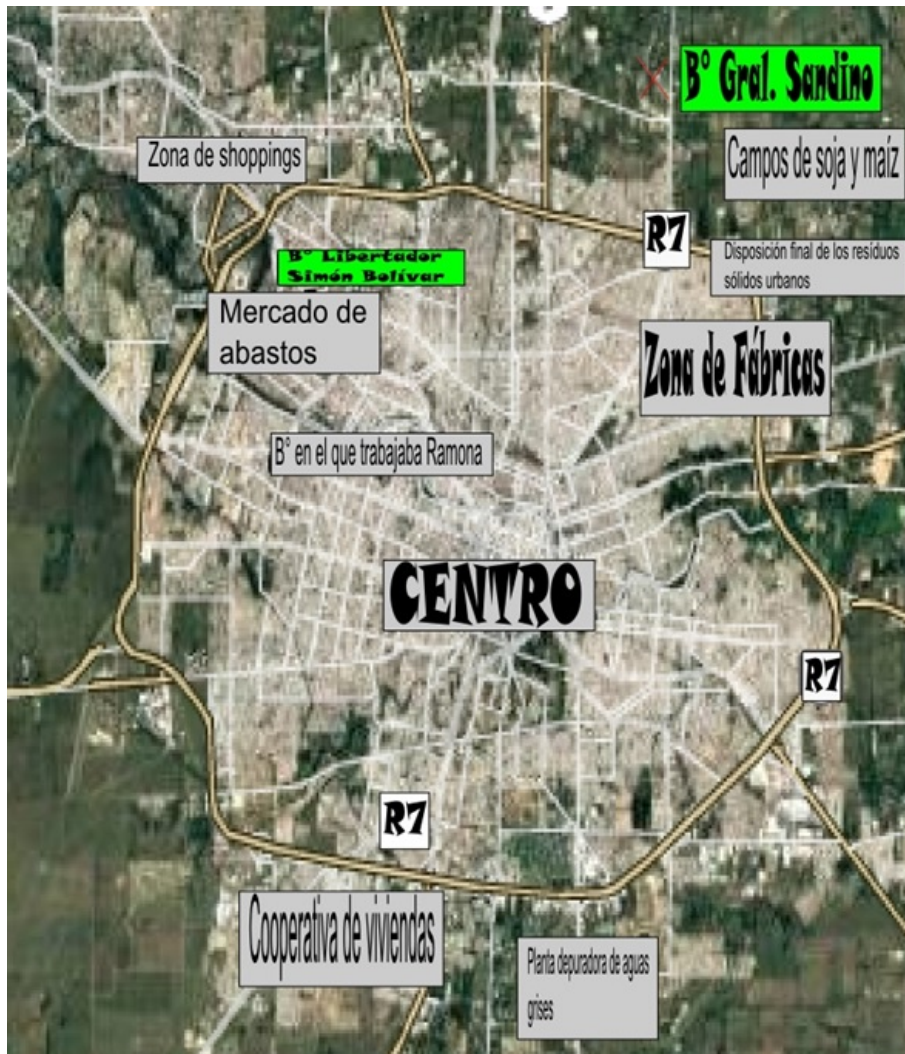 B° Gral. Sandino
Campos de soja y maíz
Zona de shoppings
R7
Disposición final de los residuos
sólidos urbanos
B° Libertador
Simón Bolívar
Mercado de
abastos
Zona de Fábricas
B° en el que trabajaba Ramona
CENTRO
R7
R7
Cooperativa de viviendas
Planta depuradora de aguas
grises